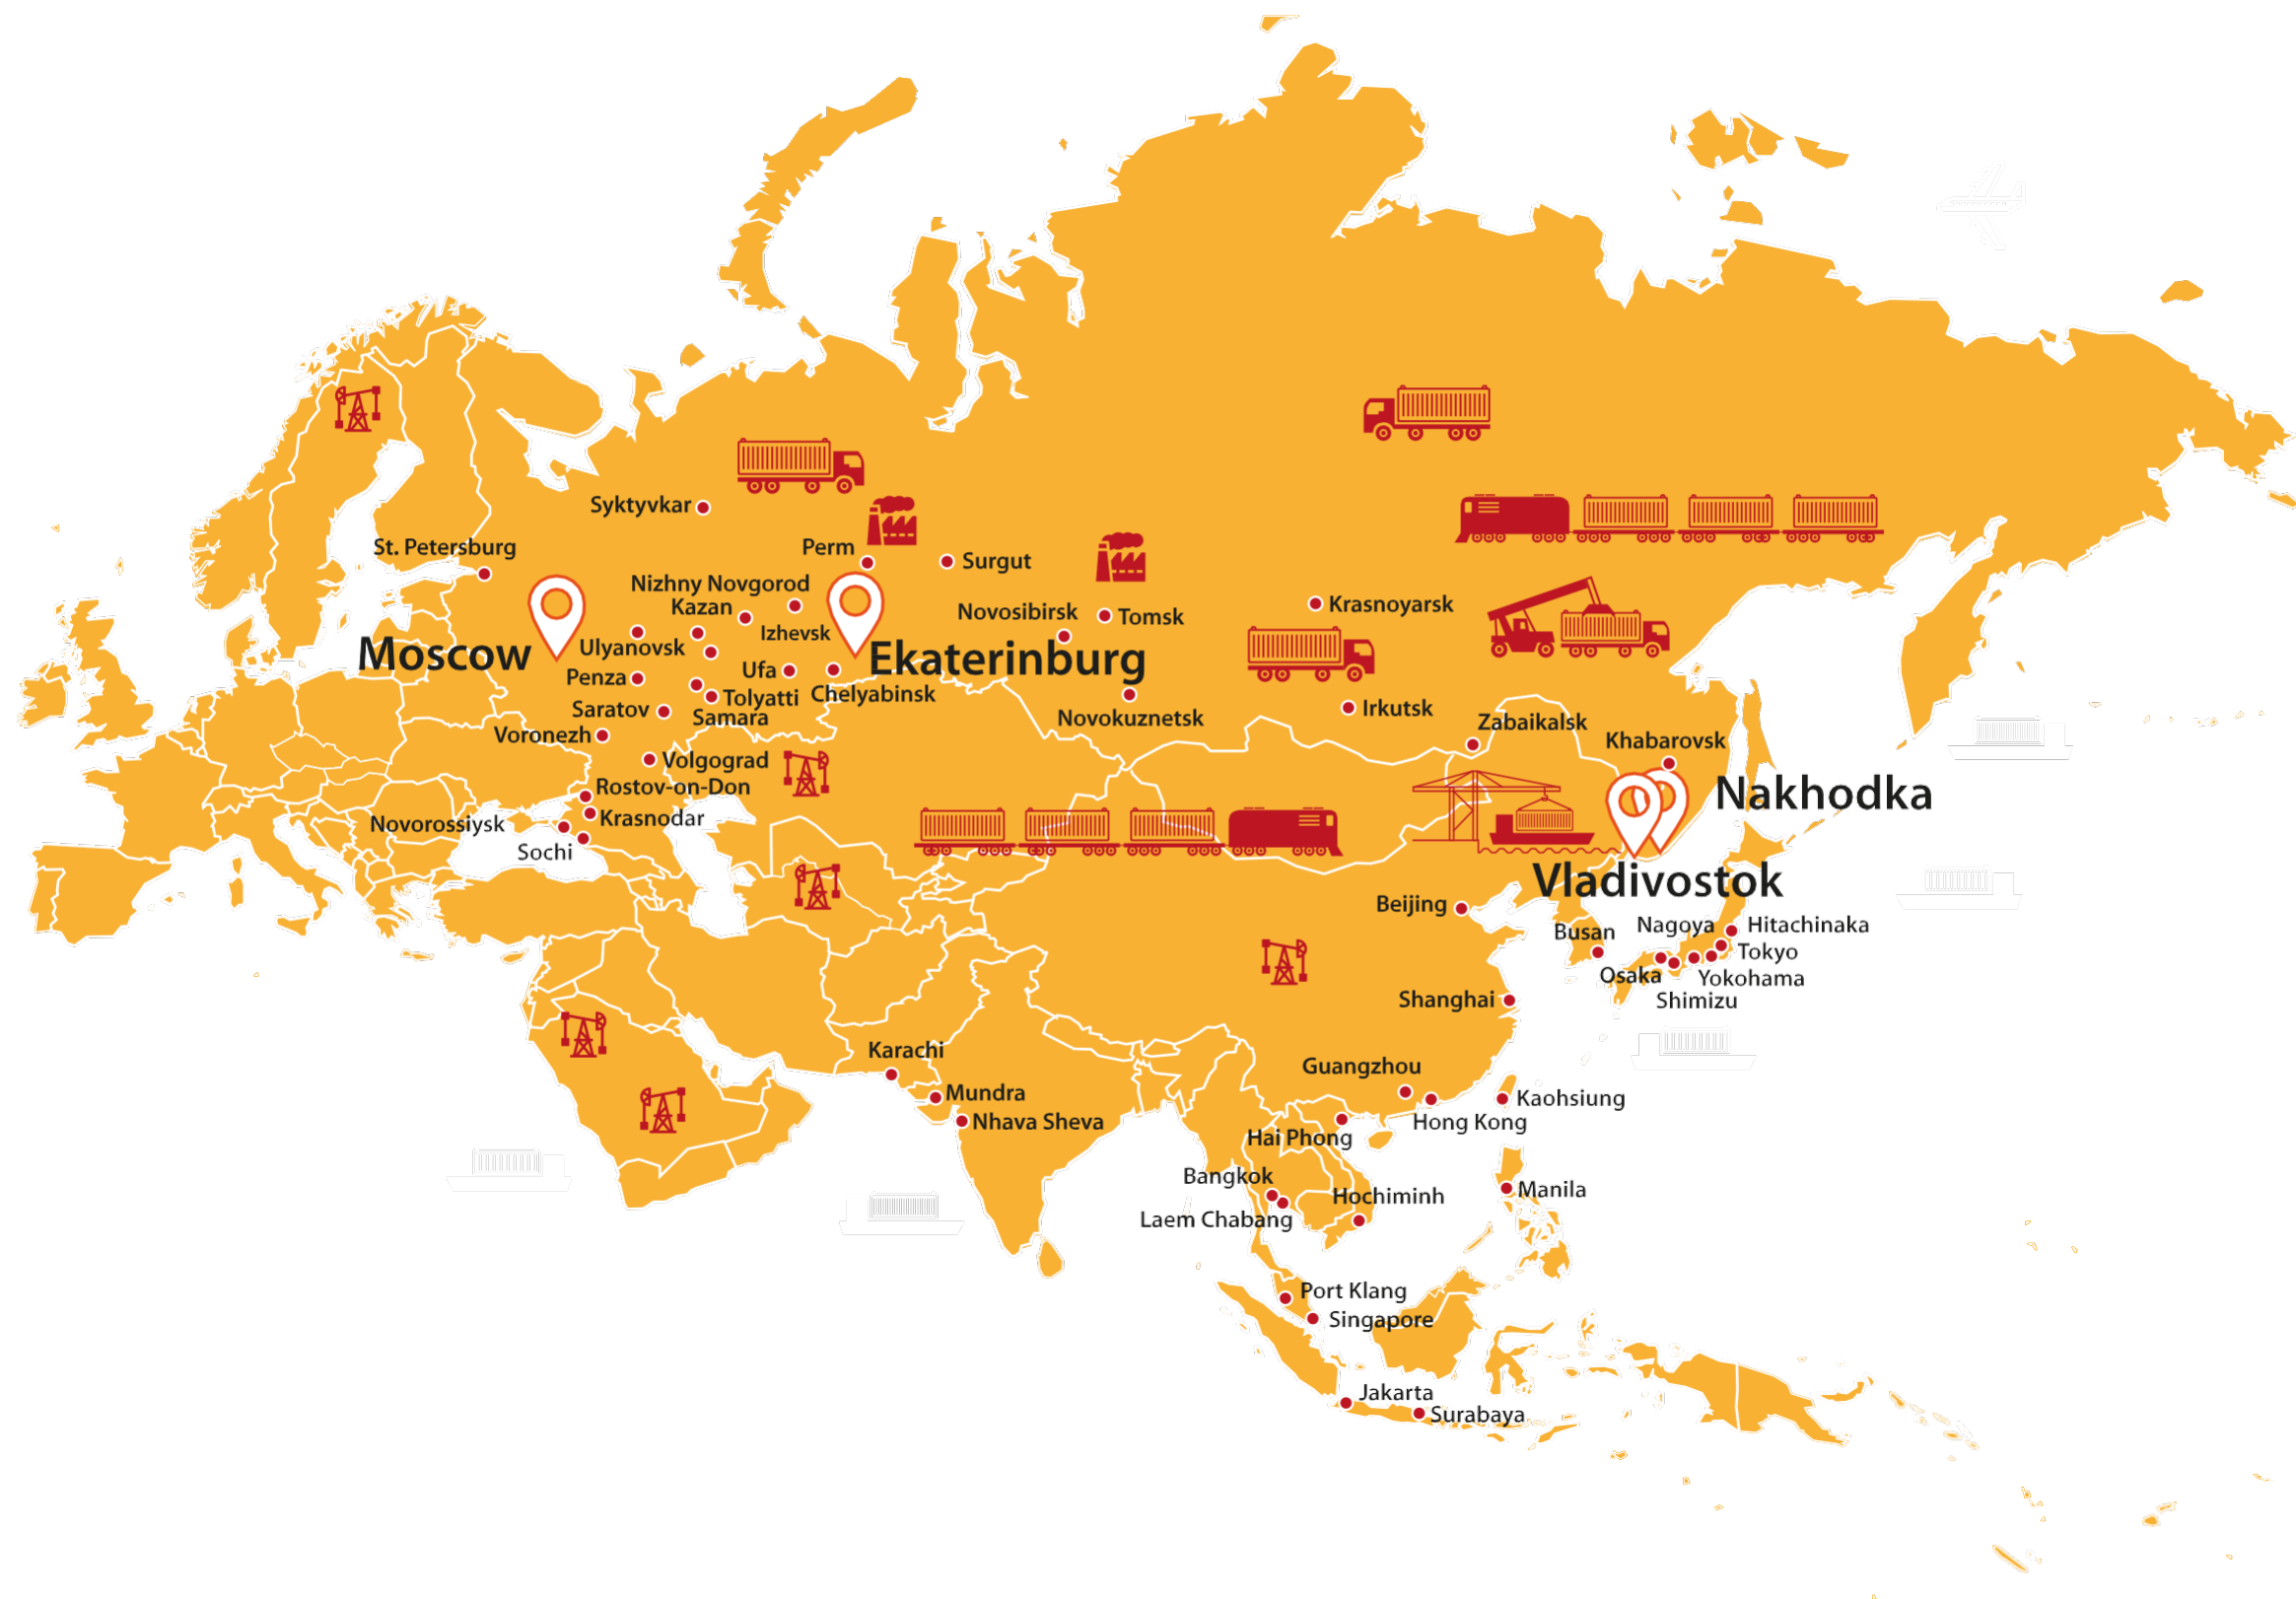 Syktyvkar
St. Petersburg
Perm
Surgut
Nizhny Novgorod
Kazan
Novosibirsk
Tomsk
Krasnoyarsk
Izhevsk
Ulyanovsk
Moscow
Ekaterinburg
Ufa
Penza
Chelyabinsk
Tolyatti
Saratov
Samara
Novokuznetsk
Irkutsk
Zabaikalsk
Voronezh
Khabarovsk
Volgograd
Rostov-on-Don
Nakhodka
Krasnodar
Novorossiysk
Sochi
Vladivostok
Beijing
Busan
Nagoya
Hitachinaka
Tokyo
Osaka
Yokohama
Shimizu
Shanghai
Karachi
Guangzhou
Mundra
Kaohsiung
Nhava Sheva
Hong Kong
Hai Phong
Bangkok
Manila
Hochiminh
Laem Chabang
Port Klang
Singapore
Jakarta
Surabaya